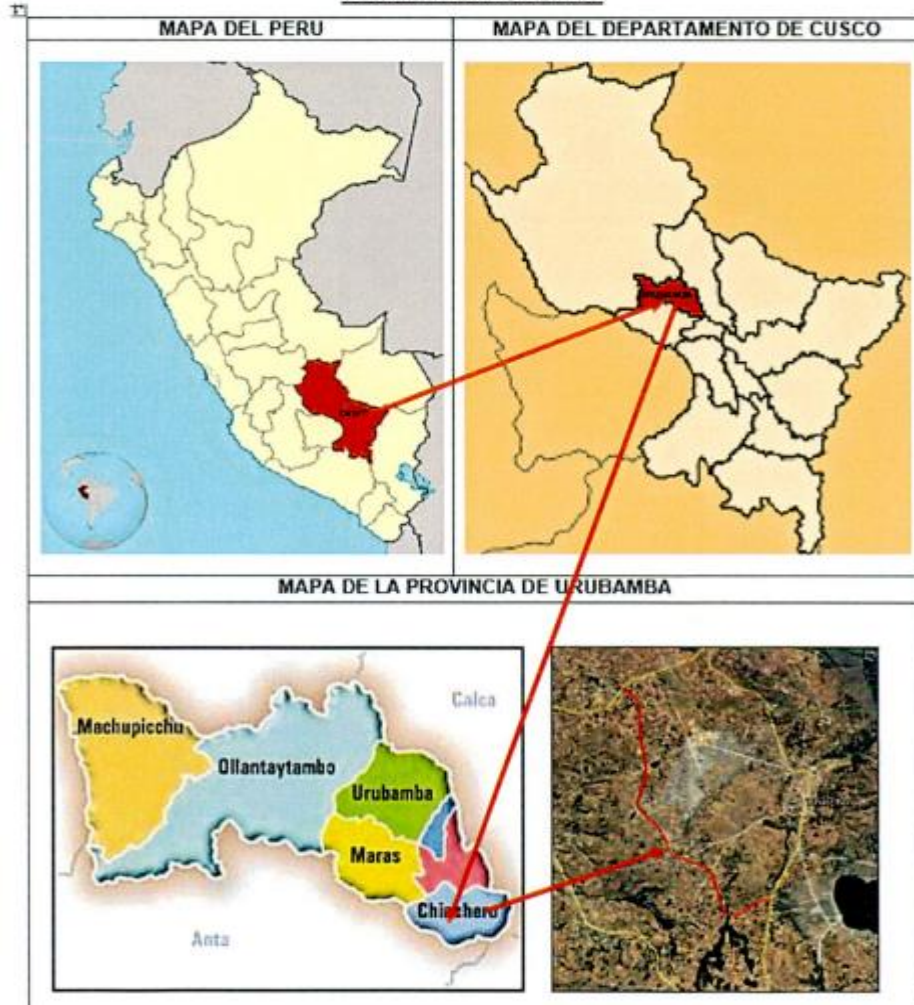 MAPA DEL PERU
MAPA DEL DEPARTAMENTO DE CUSCO
MAPA DE LA PROVINCIA DE URUBAMBA
Machupicchu
Calca
Ollantaytambo
Urubamba
Maras
Chinchero
Anta